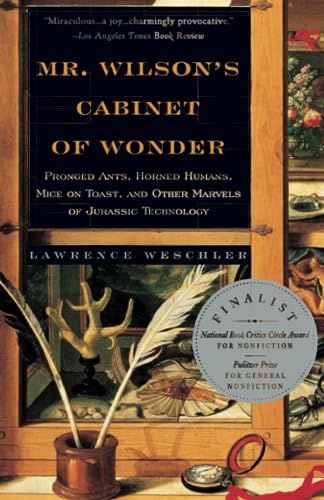 "Miraculous...a joy...charmingly provocative."
–Los Angeles Times Book Review
MR. WILSON'S
CABINET
OF WONDER
PRONGED ANTS, HORNED HUMANS,
MICE ON TOAST, AND OTHER MARVELS
OF JURASSIC TECHNOLOGY
LAWRENCE WESCHLER
FINALIST
National Book Critics Circle Award
FOR NONFICTION
Pulitzer Prize
FOR GENERAL
NONFICTION